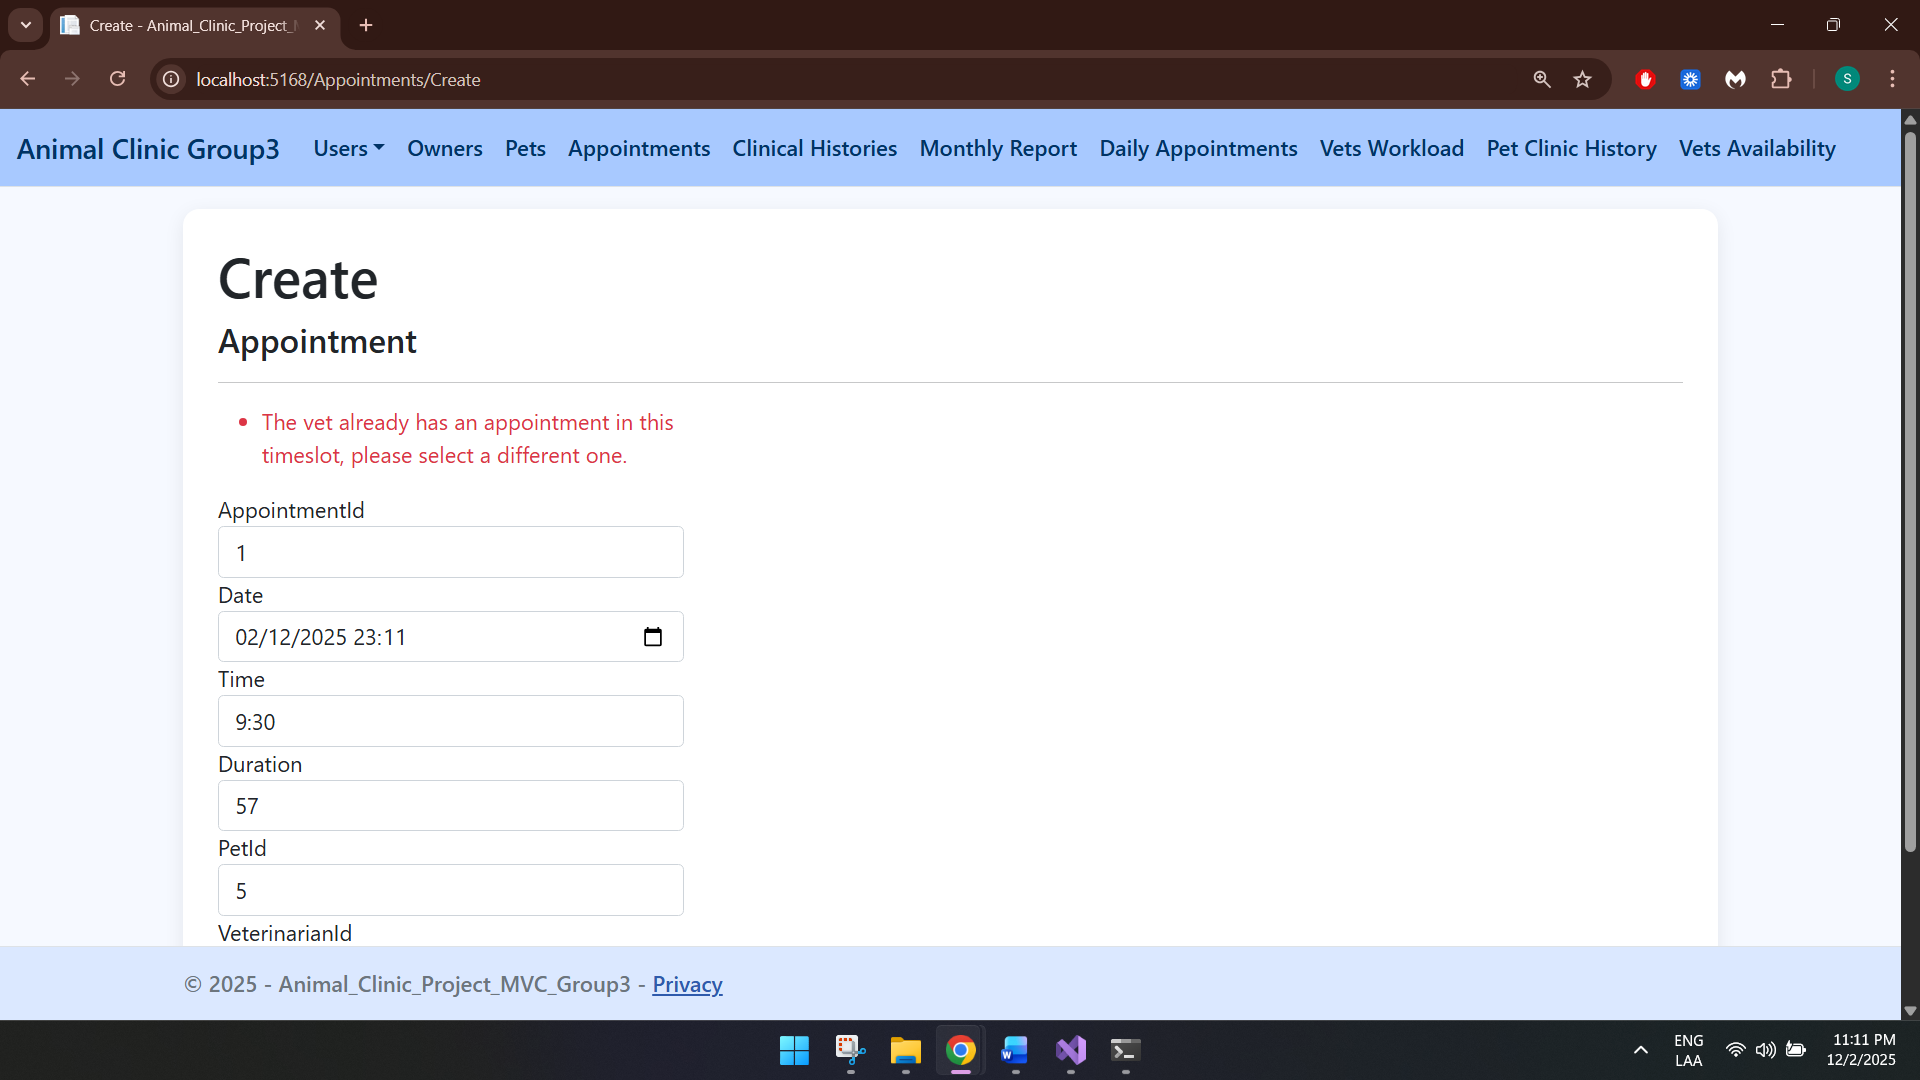 Create - Animal_Clinic_Project_
localhost:5168/Appointments/Create
S
Animal Clinic Group3 Users Owners Pets Appointments Clinical Histories Monthly Report Daily Appointments Vets Workload Pet Clinic History Vets Availability
Create
Appointment
The vet already has an appointment in this
timeslot, please select a different one.
AppointmentId
1
Date
02/12/2025 23:11
Time
9:30
Duration
57
PetId
5
VeterinarianId
© 2025 - Animal_Clinic_Project_MVC_Group3 - Privacy
ENG
LAA
11:11 PM
12/2/2025